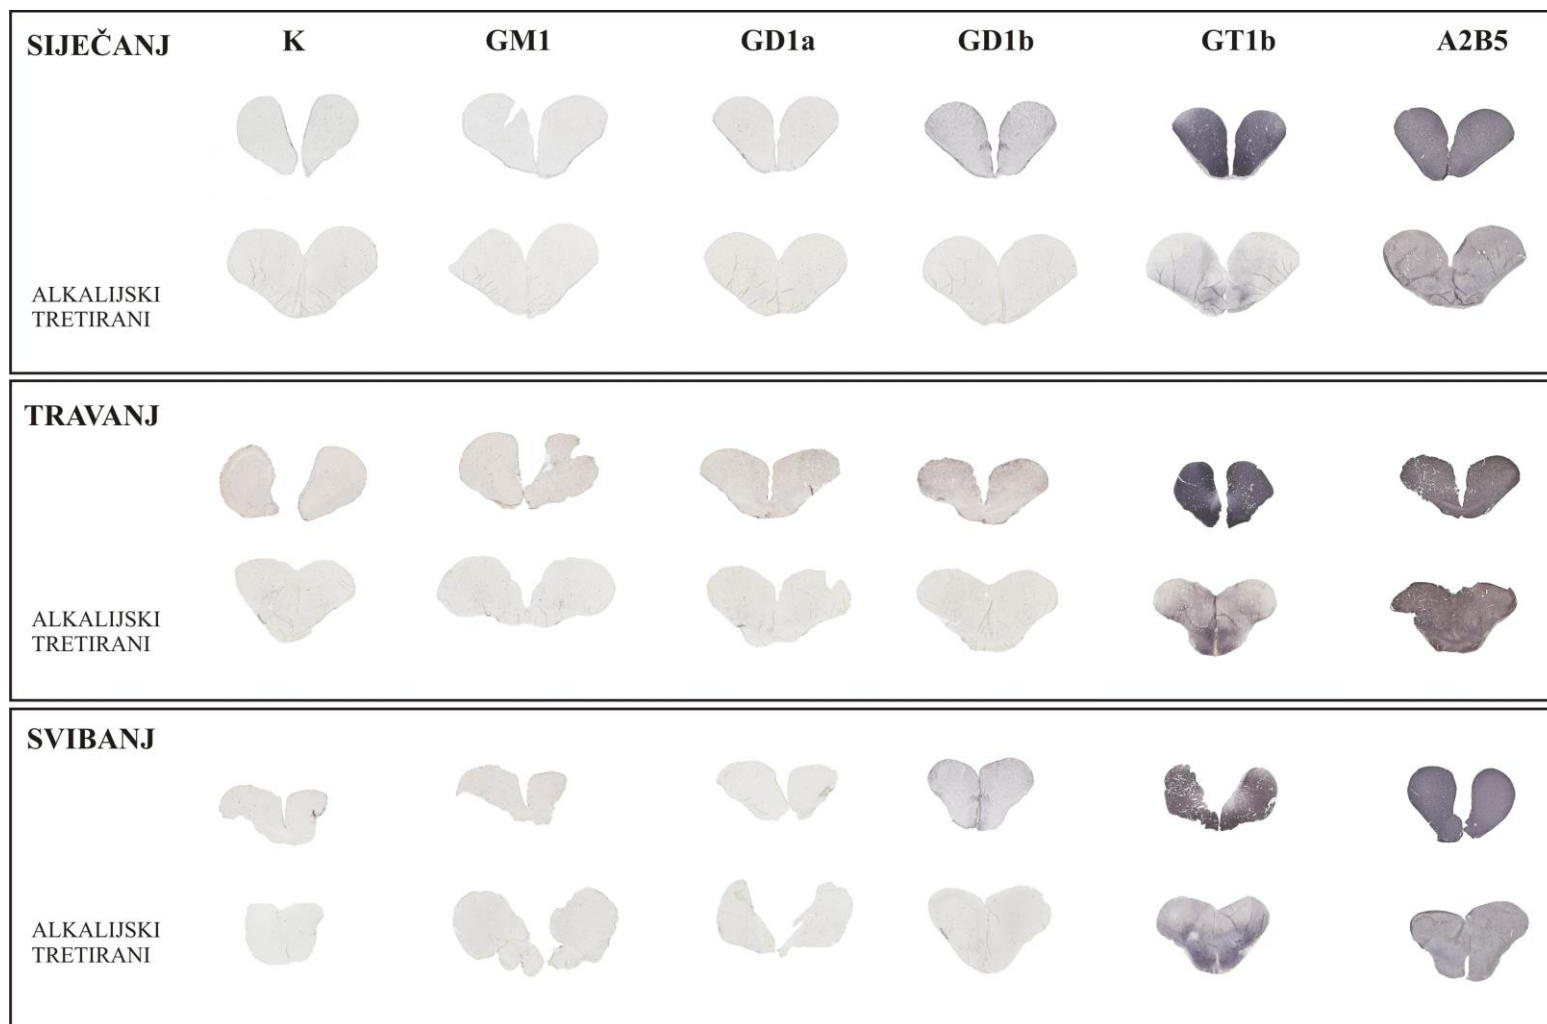 SIJEČANJ K GM1 GD1a GD1b GT1b A2B5
ALKALIJSKI
TRETIRANI
TRAVANJ
ALKALIJSKI
TRETIRANI
SVIBANJ
ALKALIJSKI
TRETIRANI